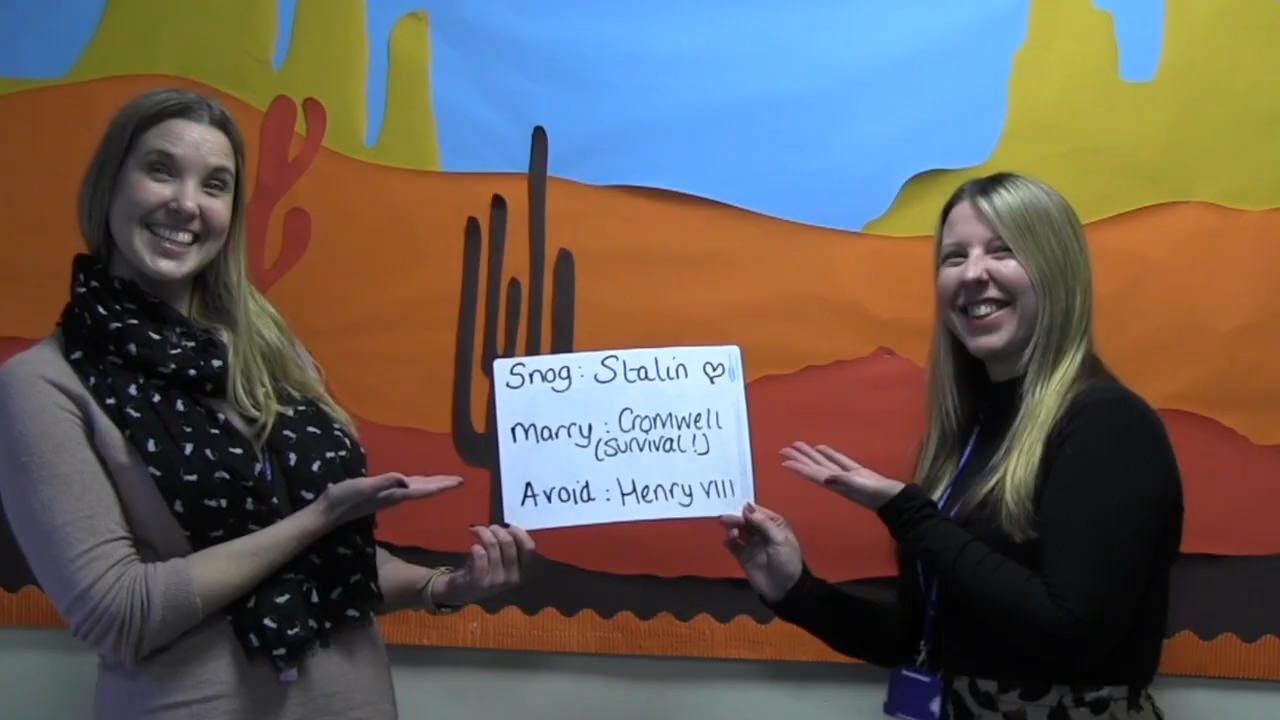 Snog: Stalin ♡
Marry: Cromwell
(survival!)
Avoid: Henry VIII